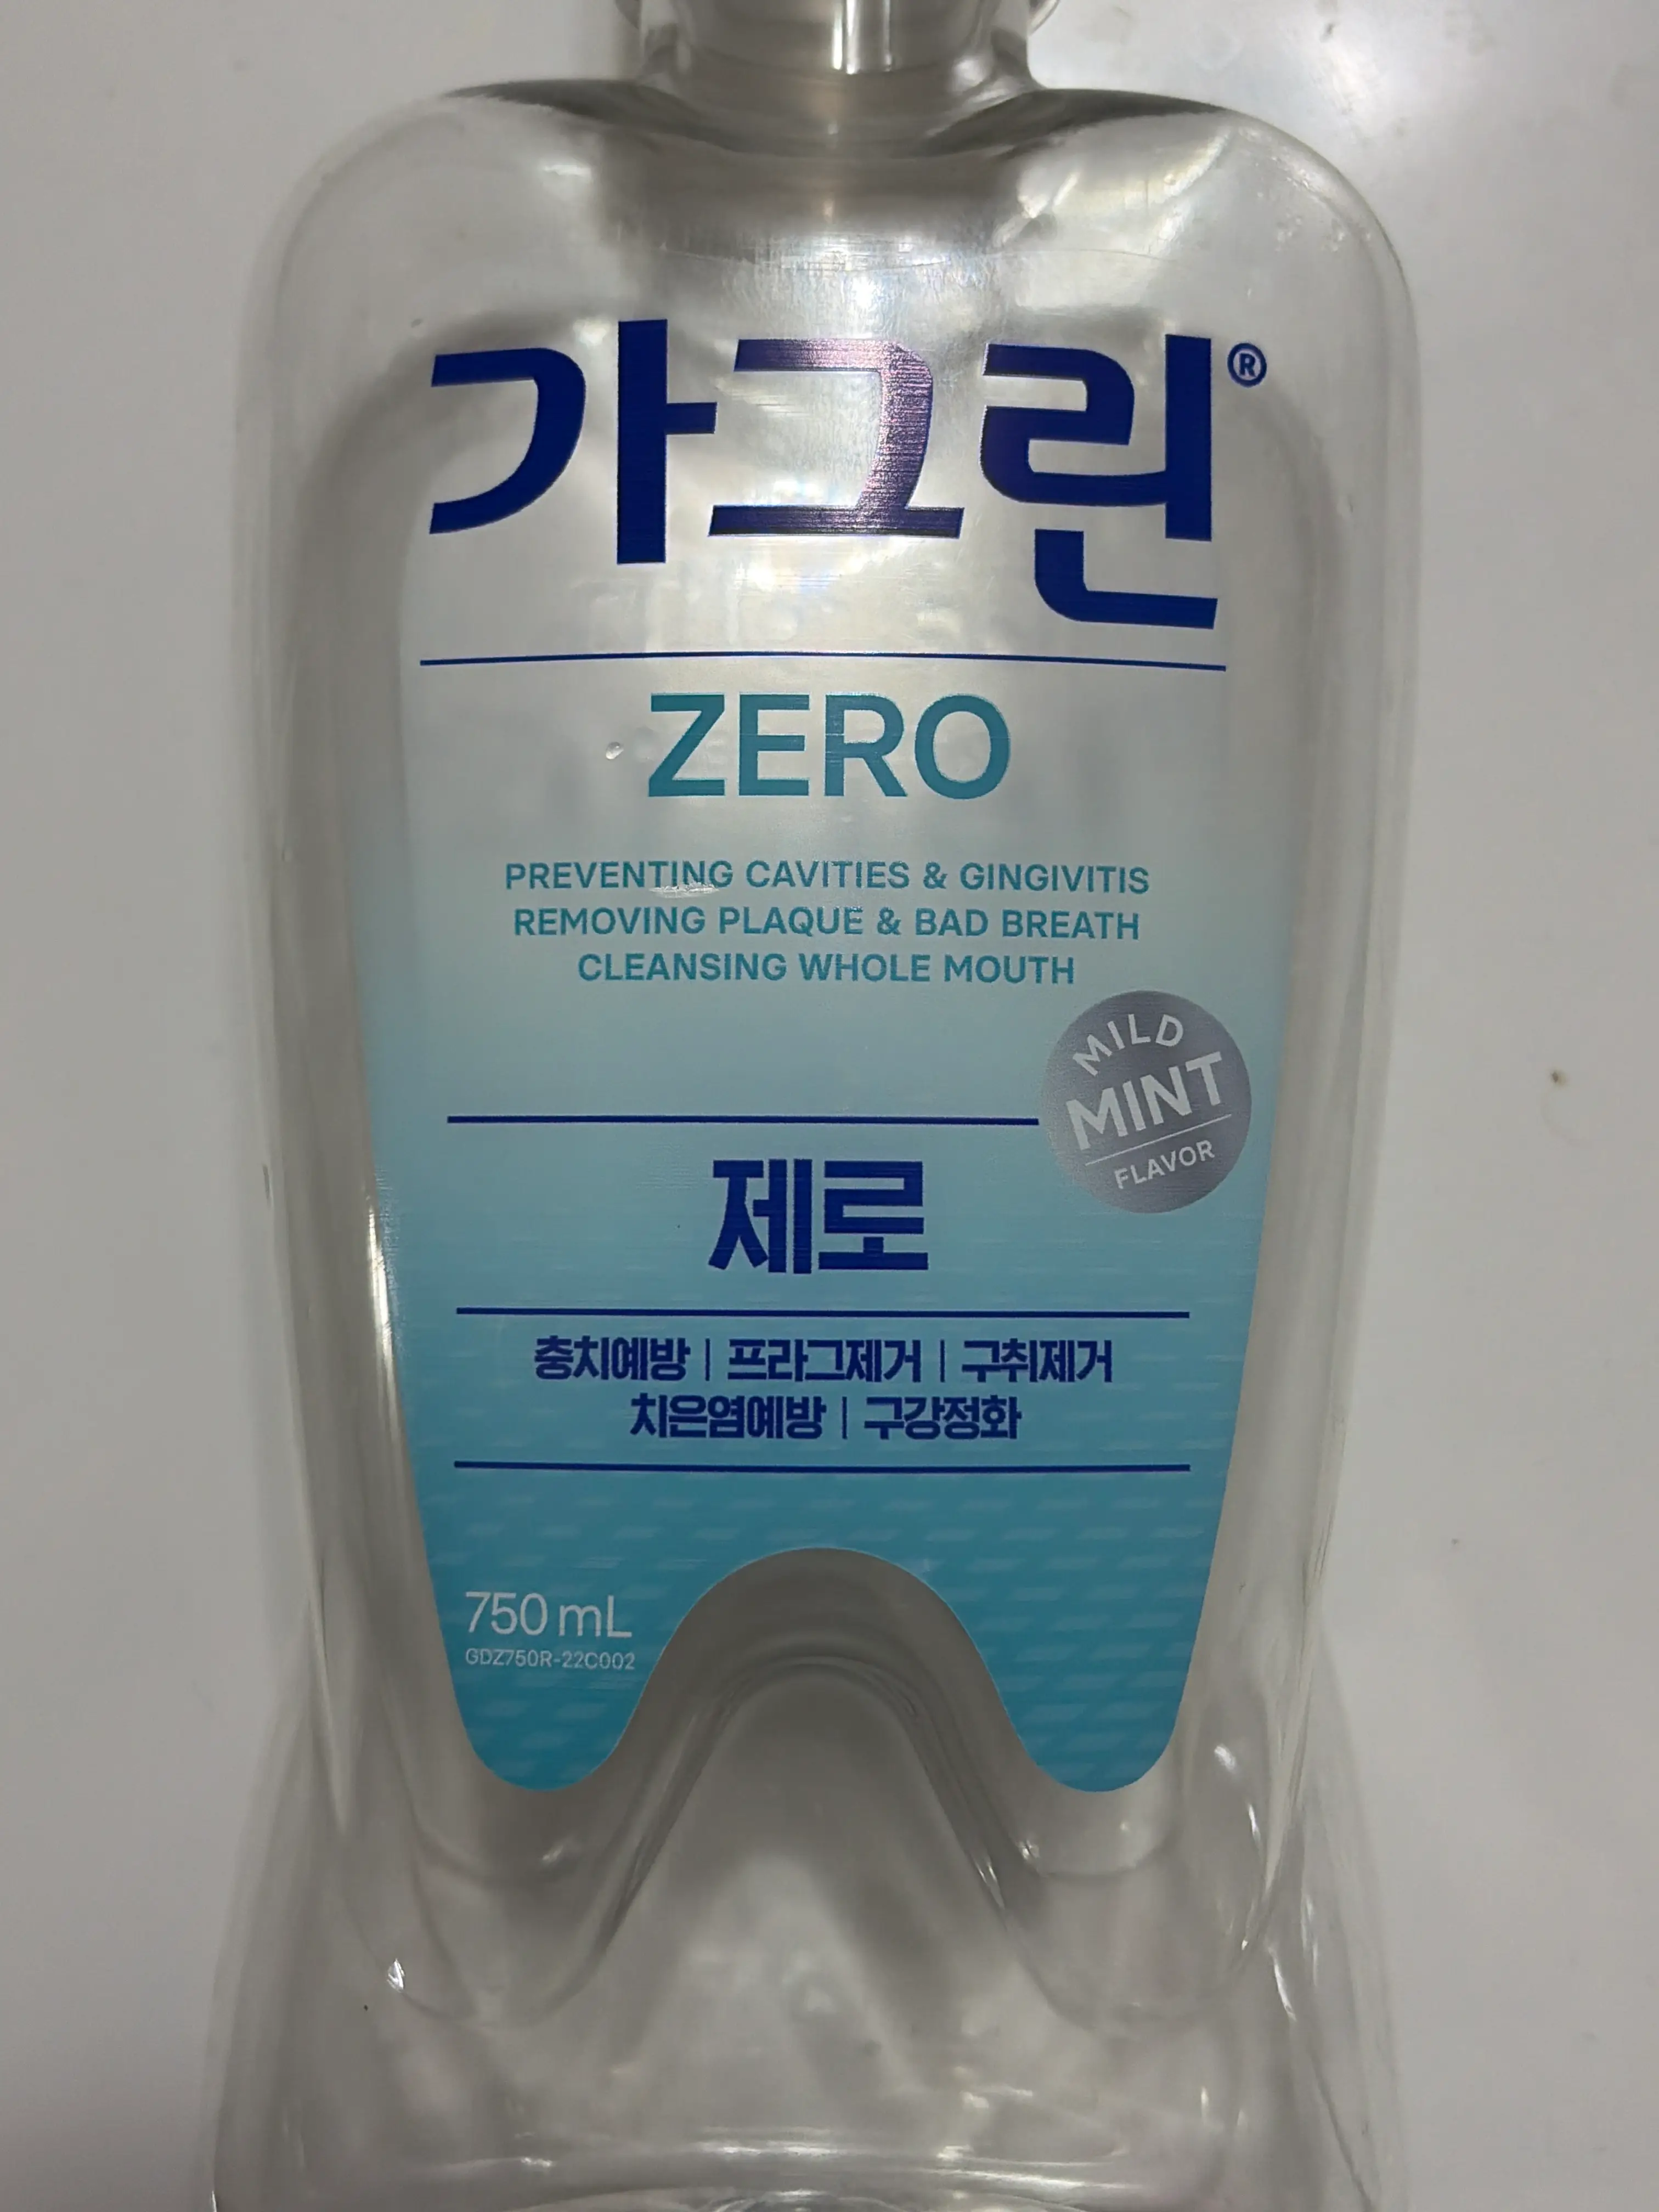 가그린®
ZERO
PREVENTING CAVITIES & GINGIVITIS
REMOVING PLAQUE & BAD BREATH
CLEANSING WHOLE MOUTH
MILD
MINT
FLAVOR
제로
충치예방 | 프라그제거 | 구취제거
치은염예방 | 구강정화
750 mL
GDZ750R-22C002